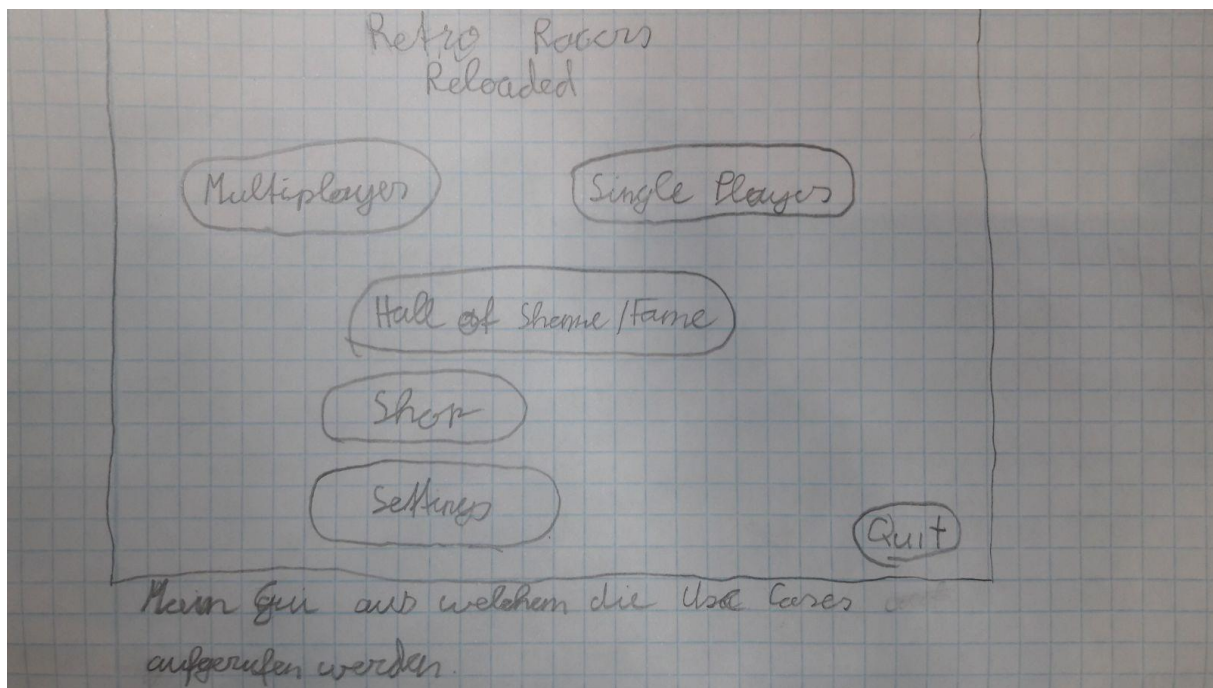 Retro Racers
Reloaded
Multiplayer
Single Player
Hall of Shame/Fame
Shop
Settings
Quit
Main Gui aus welchem die Use Cases
aufgerufen werden.